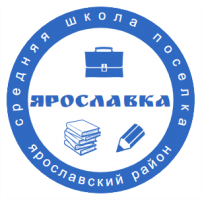 средняя школа поселка
ЯРОСЛАВКА
ярославский район